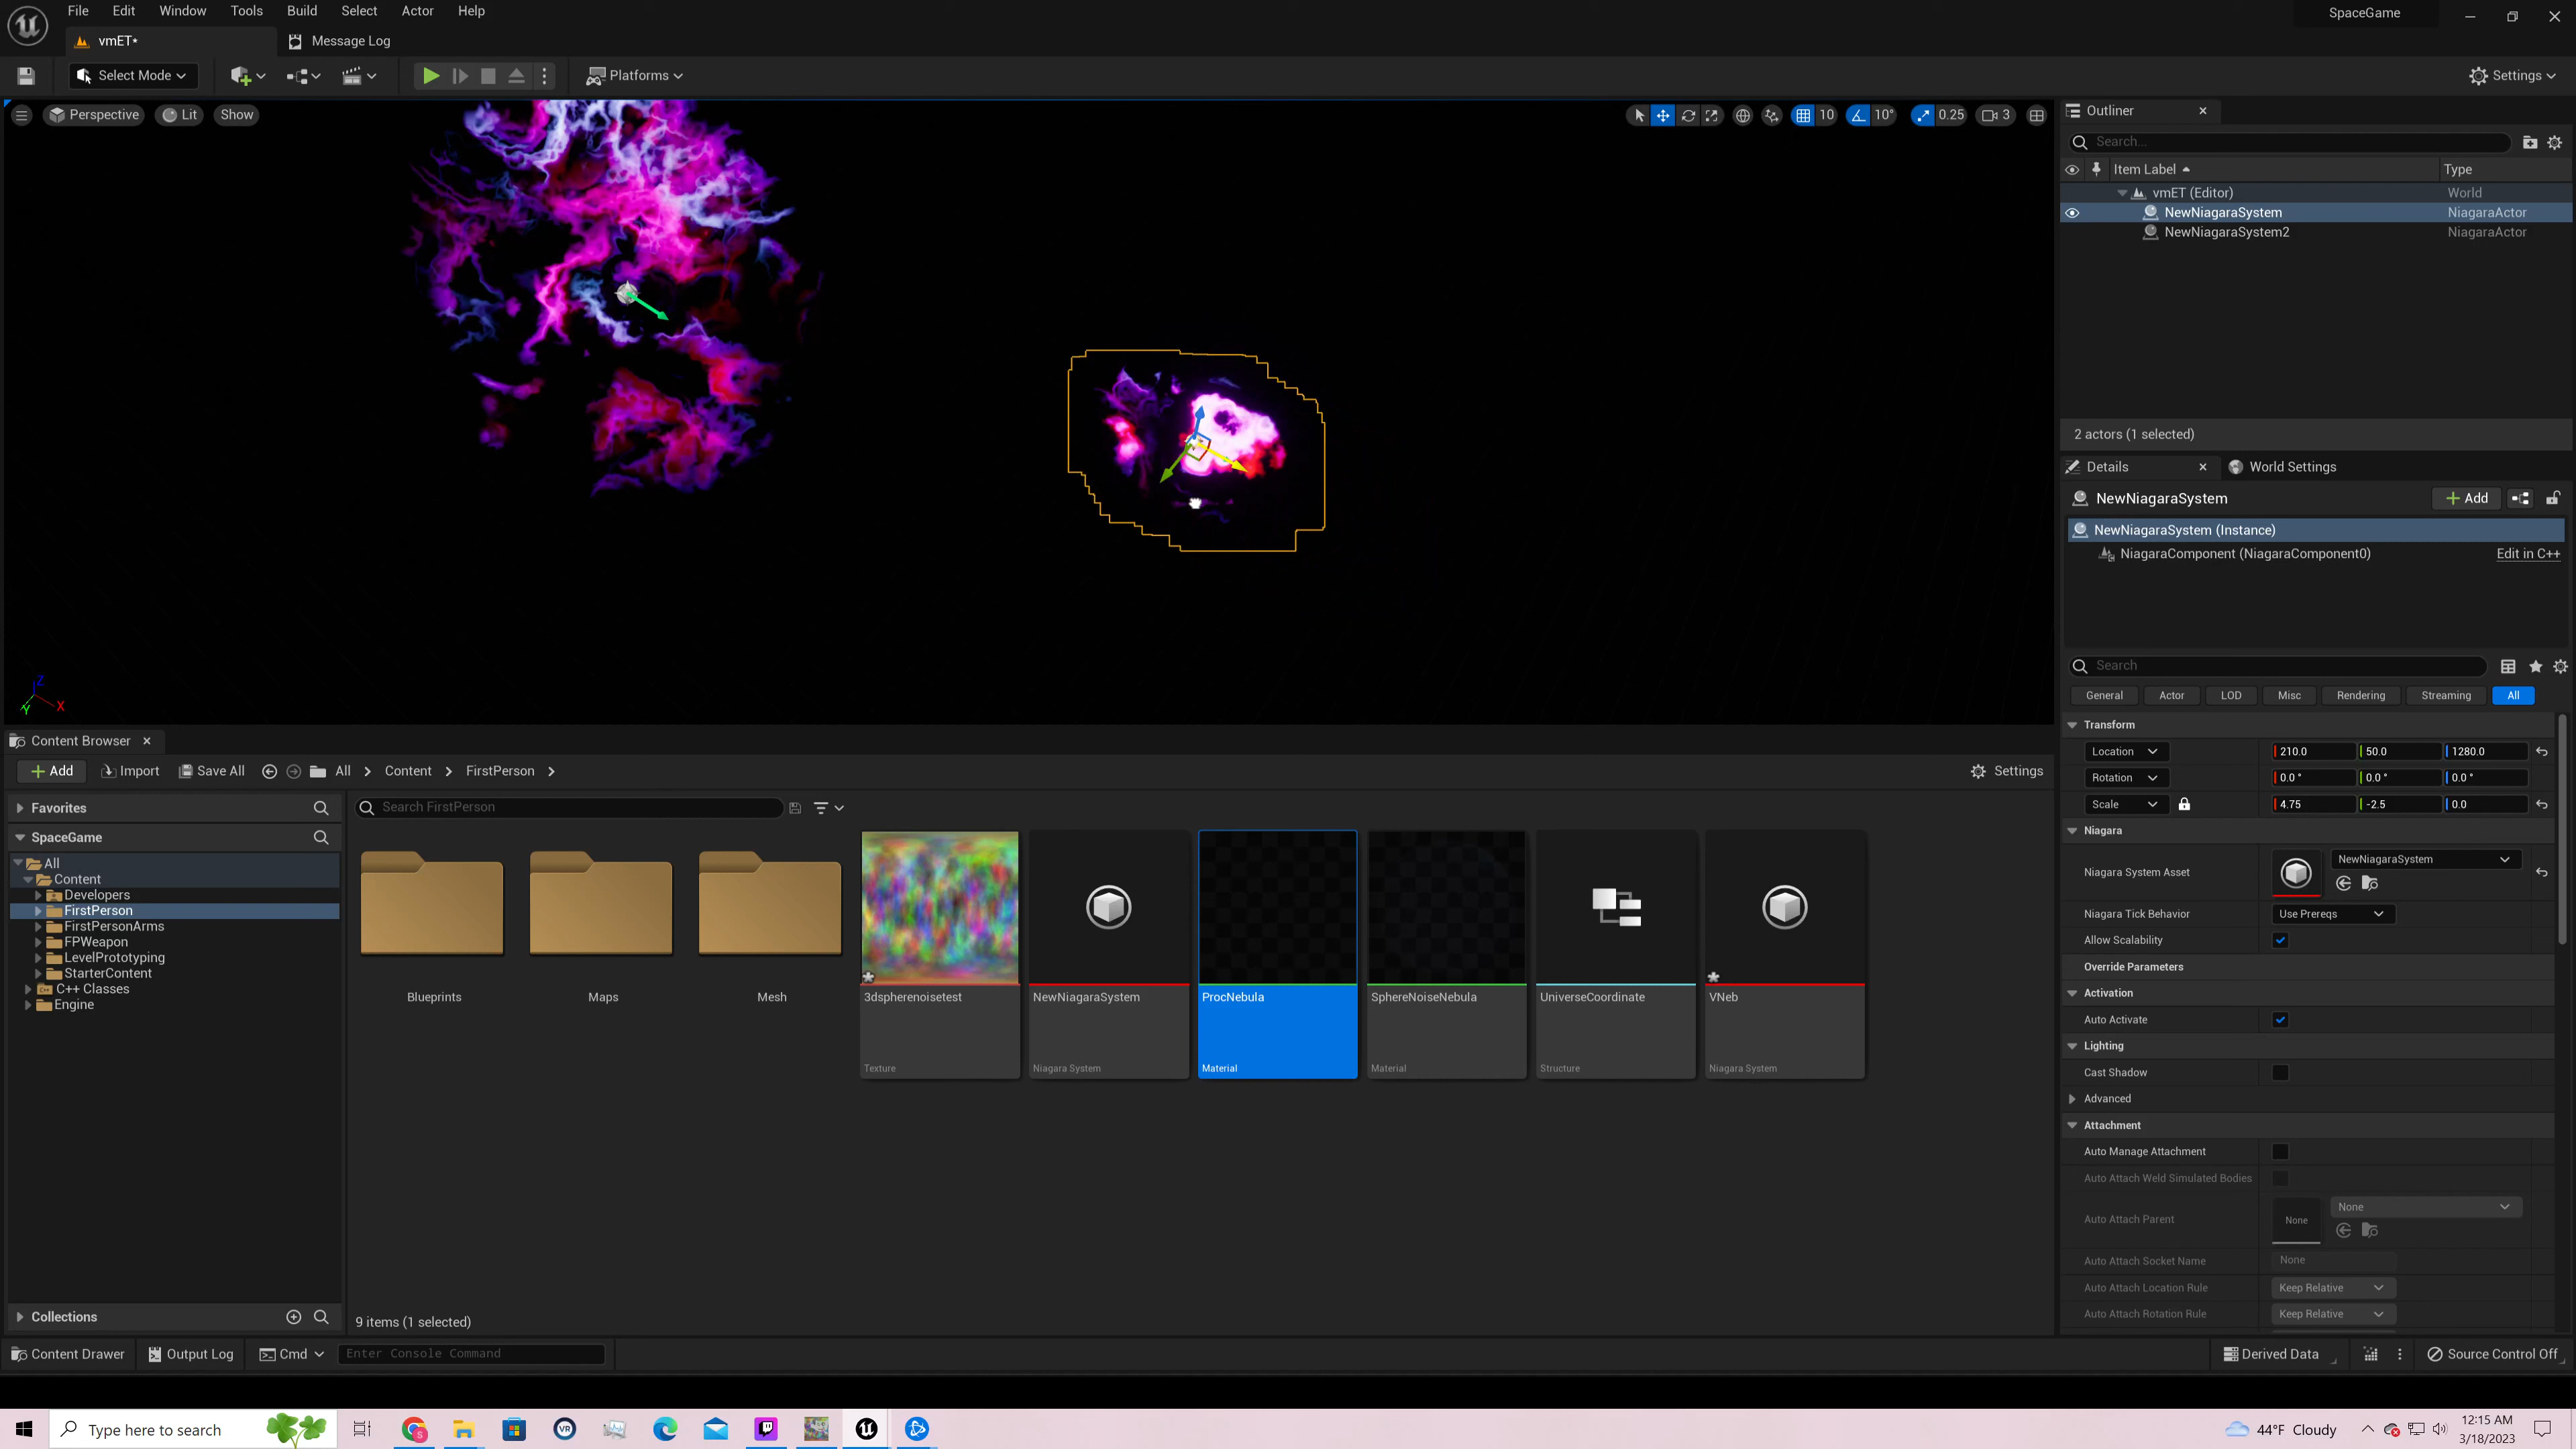 File Edit Window Tools Build Select Actor Help
SpaceGame
vmET*
Message Log
Select Mode
Platforms
Settings
Perspective Lit Show
10 10° 0.25 3
Z
Y X
Outliner
Search...
Item Label Type
vmET (Editor) World
NewNiagaraSystem NiagaraActor
NewNiagaraSystem2 NiagaraActor
2 actors (1 selected)
Details World Settings
NewNiagaraSystem Add
NewNiagaraSystem (Instance)
NiagaraComponent (NiagaraComponent0) Edit in C++
Search
General Actor LOD Misc Rendering Streaming All
Transform
Location 210.0 50.0 1280.0
Rotation 0.0° 0.0° 0.0°
Scale 4.75 -2.5 0.0
Niagara
Niagara System Asset NewNiagaraSystem
Niagara Tick Behavior Use Prereqs
Allow Scalability
Override Parameters
Activation
Auto Activate
Lighting
Cast Shadow
Advanced
Attachment
Auto Manage Attachment
Auto Attach Weld Simulated Bodies
Auto Attach Parent None None
Auto Attach Socket Name None
Auto Attach Location Rule Keep Relative
Auto Attach Rotation Rule Keep Relative
Content Browser
Add Import Save All All Content FirstPerson Settings
Favorites
Search FirstPerson
SpaceGame
All
Content
Developers
FirstPerson
FirstPersonArms
FPWeapon
LevelPrototyping
StarterContent
C++ Classes
Engine
Collections
Blueprints Maps Mesh 3dspherenoisetest NewNiagaraSystem ProcNebula SphereNoiseNebula UniverseCoordinate VNeb
Texture Niagara System Material Material Structure Niagara System
9 items (1 selected)
Content Drawer Output Log Cmd Enter Console Command
Derived Data Source Control Off
Type here to search
VR
44°F Cloudy
12:15 AM
3/18/2023